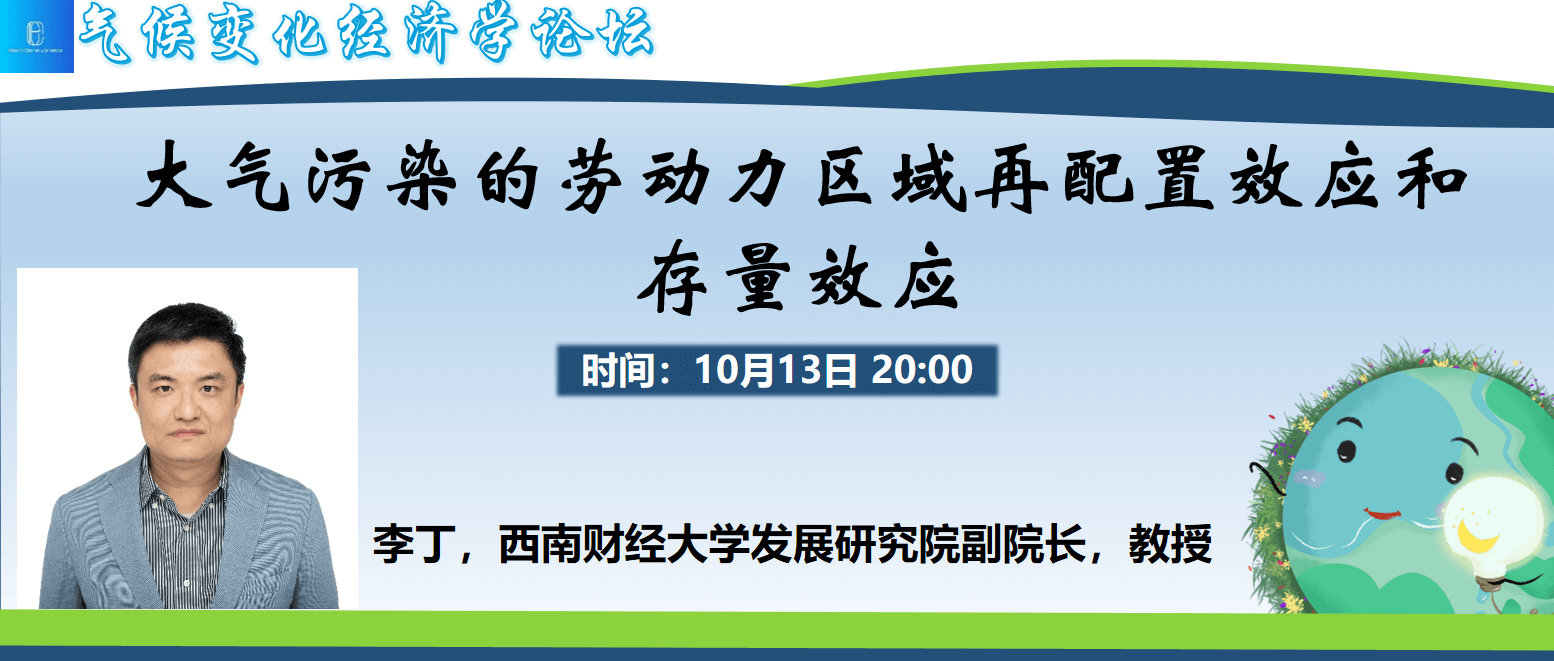 气候变化经济学论坛
大气污染的劳动力区域再配置效应和
存量效应
时间：10月13日 20:00
李丁，西南财经大学发展研究院副院长，教授